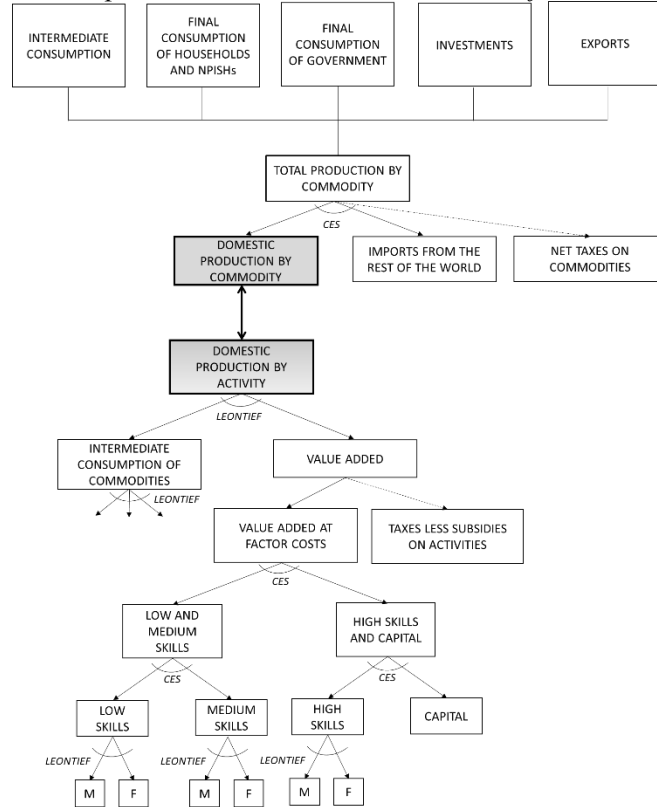 INTERMEDIATE
CONSUMPTION
FINAL
CONSUMPTION
OF HOUSEHOLDS
AND NPISHs
FINAL
CONSUMPTION
OF
GOVERNMENT
INVESTMENTS
EXPORTS
TOTAL PRODUCTION BY
COMMODITY
CES
DOMESTIC
PRODUCTION BY
COMMODITY
IMPORTS FROM THE
REST OF THE WORLD
NET TAXES ON
COMMODITIES
DOMESTIC
PRODUCTION BY
ACTIVITY
LEONTIEF
INTERMEDIATE
CONSUMPTION OF
COMMODITIES
VALUE ADDED
LEONTIEF
VALUE ADDED AT
FACTOR COSTS
TAXES LESS SUBSIDIES
ON ACTIVITIES
CES
LOW AND
MEDIUM
SKILLS
HIGH SKILLS
AND CAPITAL
CES
CES
LOW
SKILLS
MEDIUM
SKILLS
HIGH
SKILLS
CAPITAL
LEONTIEF
LEONTIEF
LEONTIEF
M
F
M
F
M
F